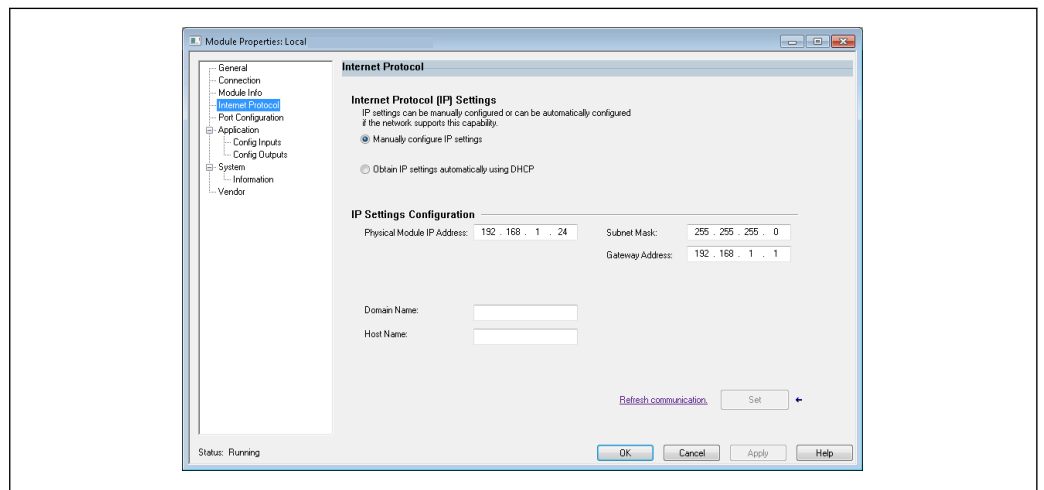 Module Properties: Local
General
Connection
Module Info
Internet Protocol
Port Configuration
Application
Config Inputs
Config Outputs
System
Information
Vendor
Internet Protocol
Internet Protocol (IP) Settings
IP settings can be manually configured or can be automatically configured
if the network supports this capability.
Manually configure IP settings
Obtain IP settings automatically using DHCP
IP Settings Configuration
Physical Module IP Address: 192 . 168 . 1 . 24 Subnet Mask: 255 . 255 . 255 . 0
Gateway Address: 192 . 168 . 1 . 1
Domain Name:
Host Name:
Refresh communication. Set
Status: Running OK Cancel Apply Help